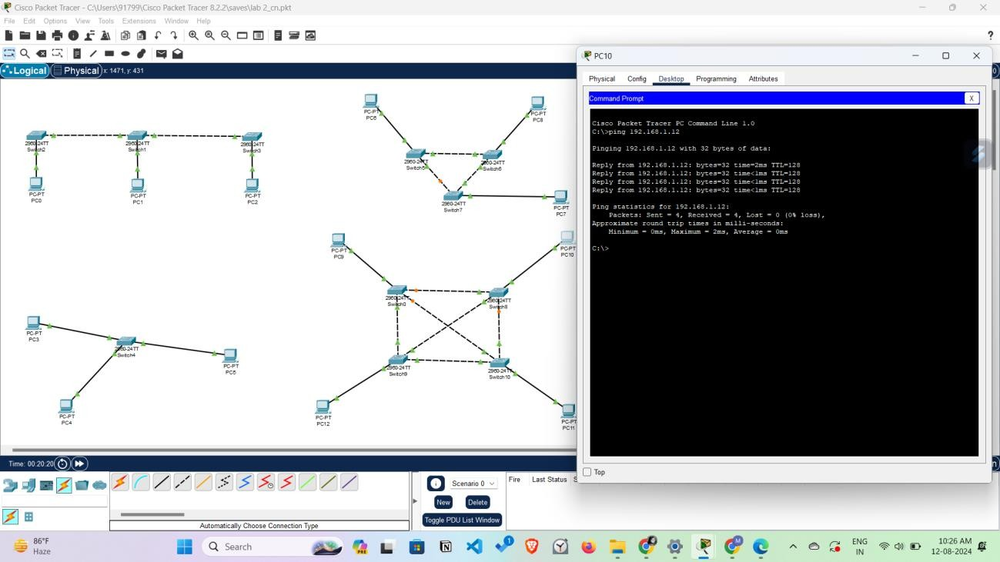 Cisco Packet Tracer - C:\Users\91799\Cisco Packet Tracer 8.2.2\saves\lab 2_cn.pkt
File Edit Options View Tools Extensions Window Help
?
Logical Physical x: 1471, y: 431
PC10
Physical Config Desktop Programming Attributes
Command Prompt X
Cisco Packet Tracer PC Command Line 1.0
C:\>ping 192.168.1.12
Pinging 192.168.1.12 with 32 bytes of data:
Reply from 192.168.1.12: bytes=32 time=2ms TTL=128
Reply from 192.168.1.12: bytes=32 time<1ms TTL=128
Reply from 192.168.1.12: bytes=32 time<1ms TTL=128
Reply from 192.168.1.12: bytes=32 time<1ms TTL=128
Ping statistics for 192.168.1.12:
Packets: Sent = 4, Received = 4, Lost = 0 (0% loss),
Approximate round trip times in milli-seconds:
Minimum = 0ms, Maximum = 2ms, Average = 0ms
C:\>
Top
2960-24TT
Switch2
2960-24TT
Switch1
2960-24TT
Switch3
PC-PT
PC0
PC-PT
PC1
PC-PT
PC2
PC-PT
PC6
PC-PT
PC8
2960-24TT
Switch5
2960-24TT
Switch6
2960-24TT
Switch7
PC-PT
PC7
PC-PT
PC9
PC-PT
PC10
2960-24TT
Switch0
2960-24TT
Switch8
2960-24TT
Switch9
2960-24TT
Switch10
PC-PT
PC12
PC-PT
PC11
PC-PT
PC3
2960-24TT
Switch4
PC-PT
PC5
PC-PT
PC4
Time: 00:20:20
Automatically Choose Connection Type
Scenario 0
New Delete
Toggle PDU List Window
Fire Last Status
86°F
Haze
Search
PRE
1
M
ENG
IN
10:26 AM
12-08-2024